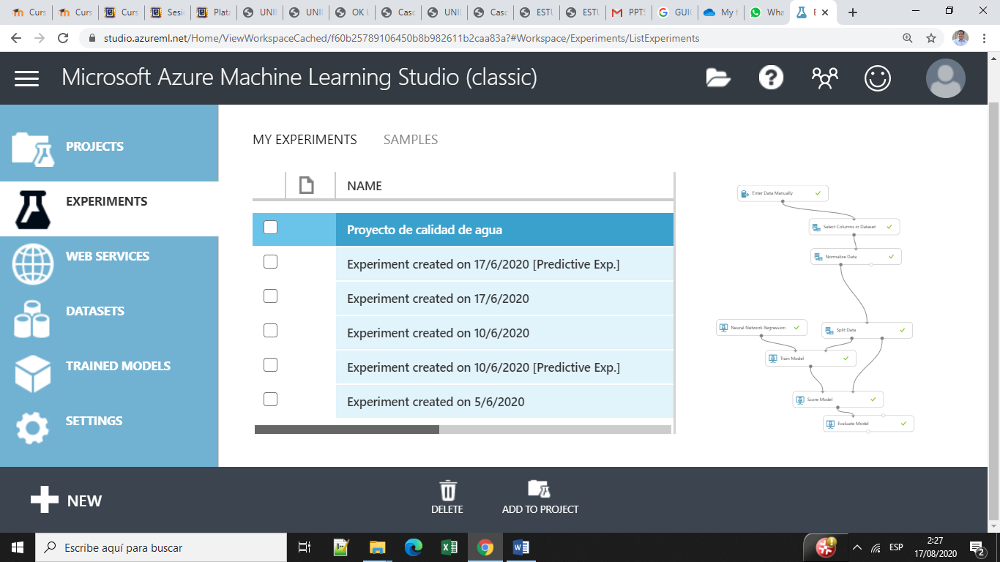 Curs
Curs
Curs
Sesi
Plata
UNI
UNI
OK L
Casc
UNI
Casc
ESTU
ESTU
PPTS
GUIC
My f
Wha
E
studio.azureml.net/Home/ViewWorkspaceCached/f60b25789106450b8b982611b2caa83a?#Workspace/Experiments/ListExperiments
Microsoft Azure Machine Learning Studio (classic)
PROJECTS
EXPERIMENTS
WEB SERVICES
DATASETS
TRAINED MODELS
SETTINGS
MY EXPERIMENTS SAMPLES
NAME
Proyecto de calidad de agua
Experiment created on 17/6/2020 [Predictive Exp.]
Experiment created on 17/6/2020
Experiment created on 10/6/2020
Experiment created on 10/6/2020 [Predictive Exp.]
Experiment created on 5/6/2020
Enter Data Manually
Select Columns in Dataset
Normalize Data
Neural Network Regression
Split Data
Train Model
Score Model
Evaluate Model
NEW
DELETE
ADD TO PROJECT
Escribe aquí para buscar
ESP
2:27
17/08/2020
2